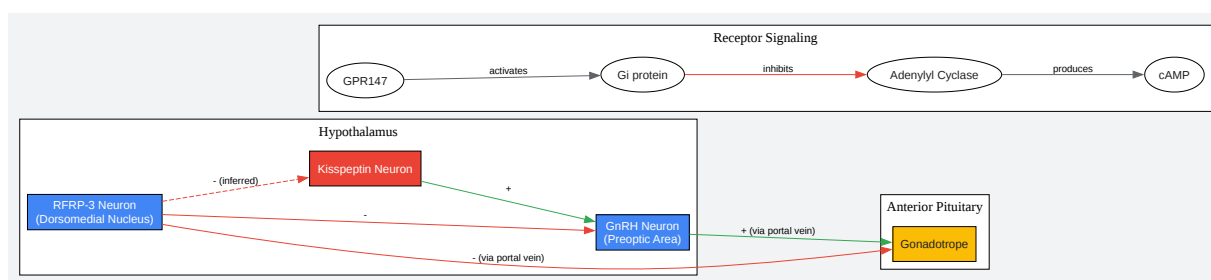 Receptor Signaling
GPR147
activates
Gi protein
inhibits
Adenylyl Cyclase
produces
cAMP
Hypothalamus
Kisspeptin Neuron
- (inferred)
+
RFRP-3 Neuron
(Dorsomedial Nucleus)
-
GnRH Neuron
(Preoptic Area)
- (via portal vein)
+ (via portal vein)
Anterior Pituitary
Gonadotrope